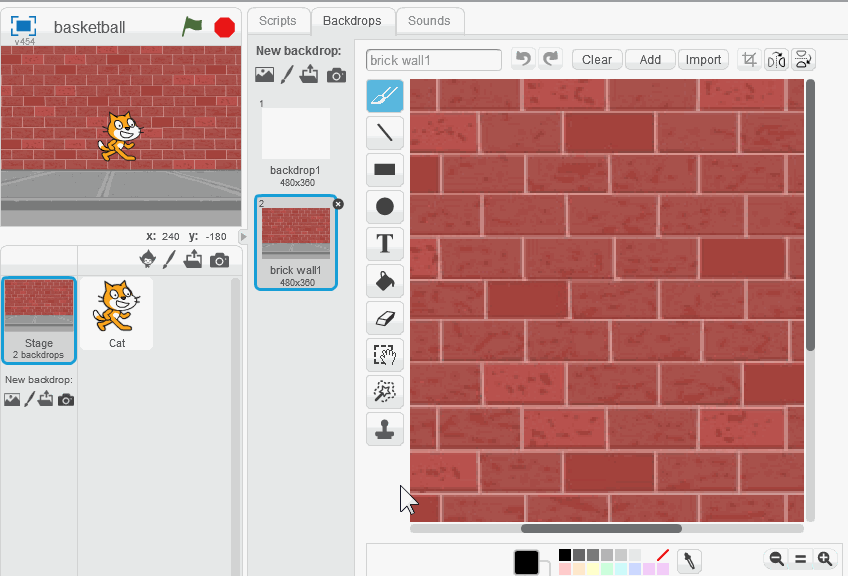 basketball
v454
Scripts
Backdrops
Sounds
New backdrop:
brick wall1
Clear
Add
Import
1
backdrop1
480x360
2
brick wall1
480x360
T
x: 240 y: -180
Stage
2 backdrops
Cat
New backdrop: